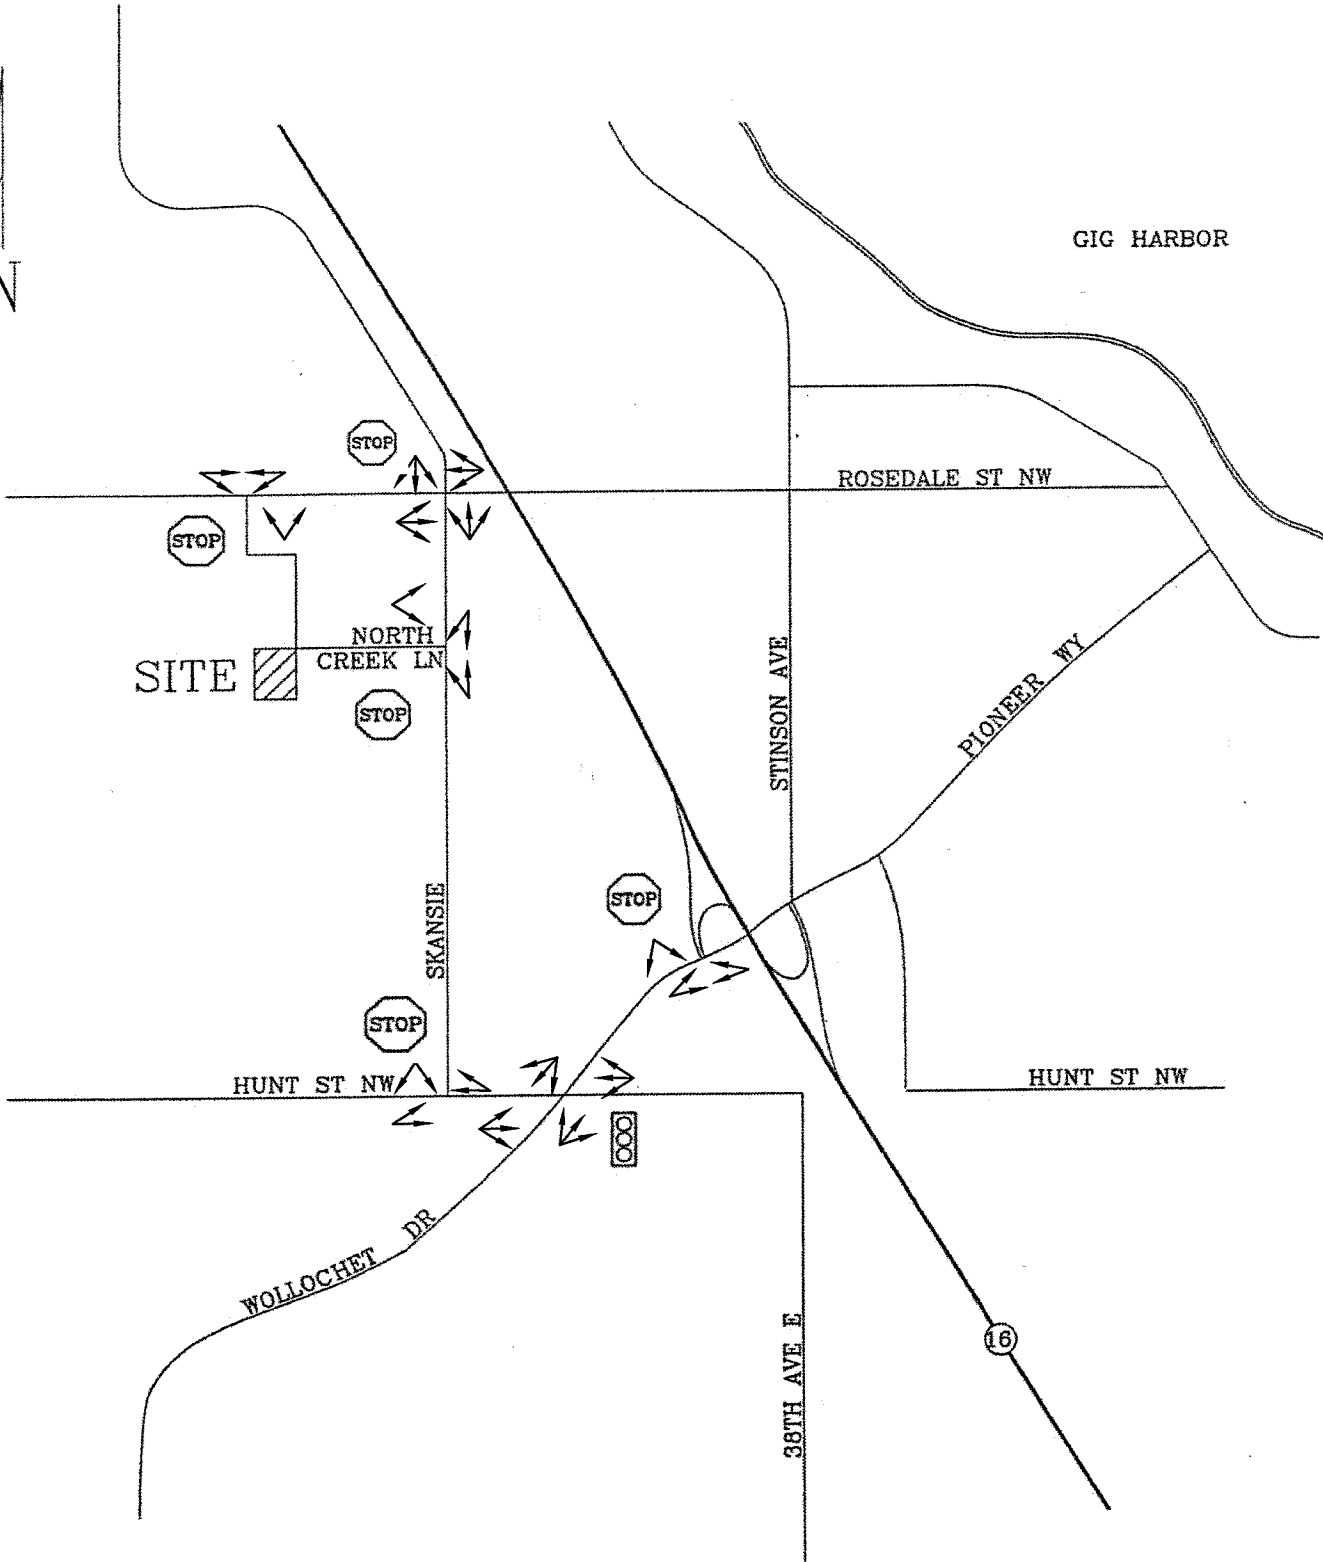 N
GIG HARBOR
STOP
ROSEDALE ST NW
STOP
NORTH
CREEK LN
SITE
STOP
STINSON AVE
PIONEER WY
SKANSIE
STOP
STOP
HUNT ST NW
HUNT ST NW
WOLLOCHET DR
38TH AVE E
16